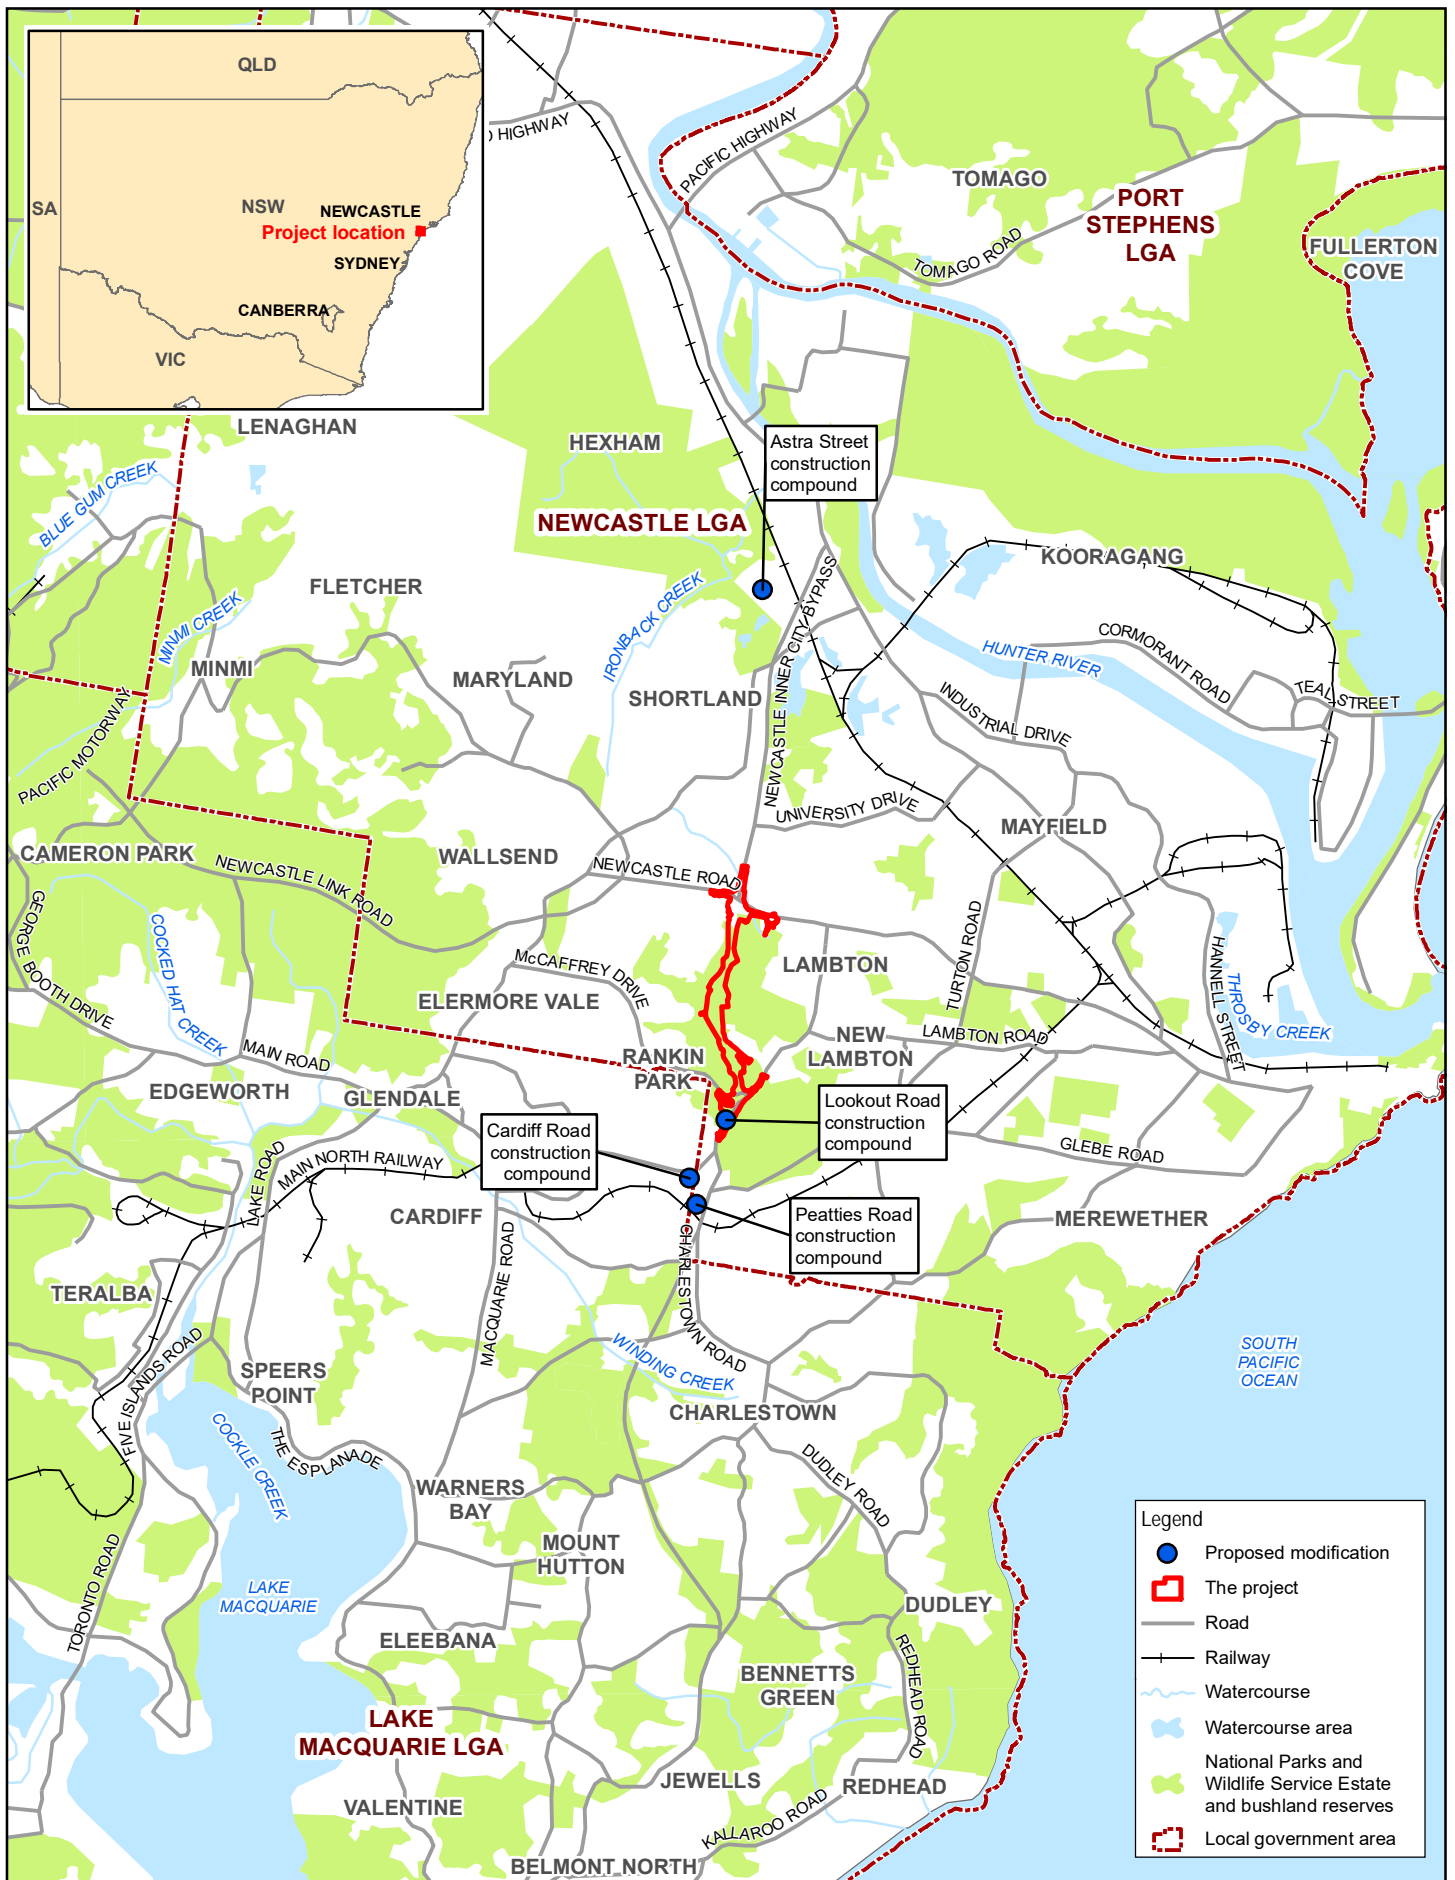 QLD
SA
NSW
NEWCASTLE
Project location
SYDNEY
CANBERRA
VIC
HIGHWAY
PACIFIC HIGHWAY
TOMAGO
PORT
STEPHENS
LGA
FULLERTON
COVE
TOMAGO ROAD
LENAGHAN
HEXHAM
Astra Street
construction
compound
BLUE GUM CREEK
NEWCASTLE LGA
KOORAGANG
FLETCHER
IRONBACK CREEK
MINMI CREEK
NEWCASTLE INNER CITY BYPASS
HUNTER RIVER
CORMORANT ROAD
TEAL STREET
MINMI
MARYLAND
SHORTLAND
INDUSTRIAL DRIVE
PACIFIC MOTORWAY
UNIVERSITY DRIVE
MAYFIELD
CAMERON PARK
NEWCASTLE LINK ROAD
WALLSEND
NEWCASTLE ROAD
GEORGE BOOTH DRIVE
COCKED HAT CREEK
McCAFFREY DRIVE
LAMBTON
TURTON ROAD
HANNELL STREET
THROSBY CREEK
ELERMORE VALE
NEW
LAMBTON
LAMBTON ROAD
MAIN ROAD
RANKIN
PARK
EDGEWORTH
GLENDALE
Lookout Road
construction
compound
Cardiff Road
construction
compound
GLEBE ROAD
LAKE ROAD
MAIN NORTH RAILWAY
CARDIFF
MACQUARIE ROAD
Peatties Road
construction
compound
MEREWETHER
CHARLESTOWN ROAD
TERALBA
SOUTH
PACIFIC
OCEAN
FIVE ISLANDS ROAD
SPEERS
POINT
WINDING CREEK
CHARLESTOWN
COCKLE CREEK
THE ESPLANADE
DUDLEY ROAD
WARNERS
BAY
MOUNT
HUTTON
TORONTO ROAD
LAKE
MACQUARIE
DUDLEY
ELEEBANA
REDHEAD ROAD
BENNETTS
GREEN
LAKE
MACQUARIE LGA
JEWELLS
REDHEAD
VALENTINE
KALLAROO ROAD
BELMONT NORTH
Legend
Proposed modification
The project
Road
Railway
Watercourse
Watercourse area
National Parks and
Wildlife Service Estate
and bushland reserves
Local government area